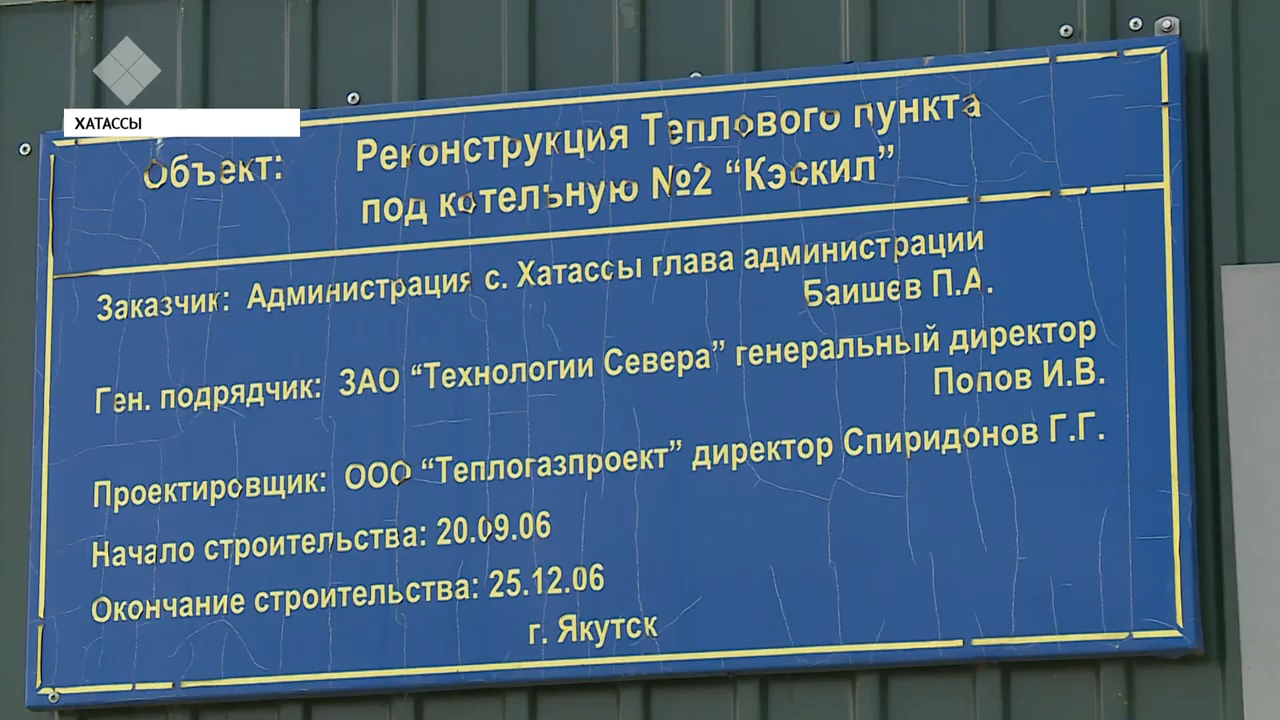 ХАТАССЫ
Объект: Реконструкция Теплового пункта
под котельную №2 “Кэскил”
Заказчик: Администрация с. Хатассы глава администрации
Баишев П.А.
Ген. подрядчик: ЗАО “Технологии Севера” генеральный директор
Попов И.В.
Проектировщик: ООО “Теплогазпроект” директор Спиридонов Г.Г.
Начало строительства: 20.09.06
Окончание строительства: 25.12.06
г. Якутск